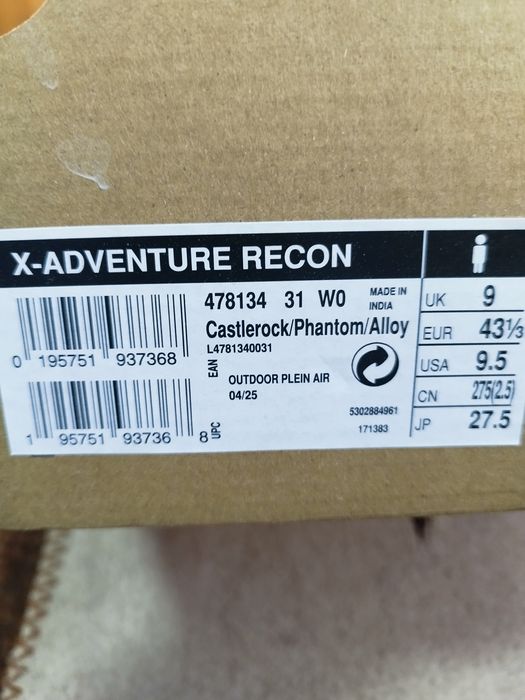 X-ADVENTURE RECON
478134 31 W0
MADE IN
INDIA
Castlerock/Phantom/Alloy
L4781340031
EAN
0 195751 937368
OUTDOOR PLEIN AIR
04/25
5302884961
171383
UPC
1 95751 93736 8
UK 9
EUR 43⅓
USA 9.5
CN 275(2.5)
JP 27.5